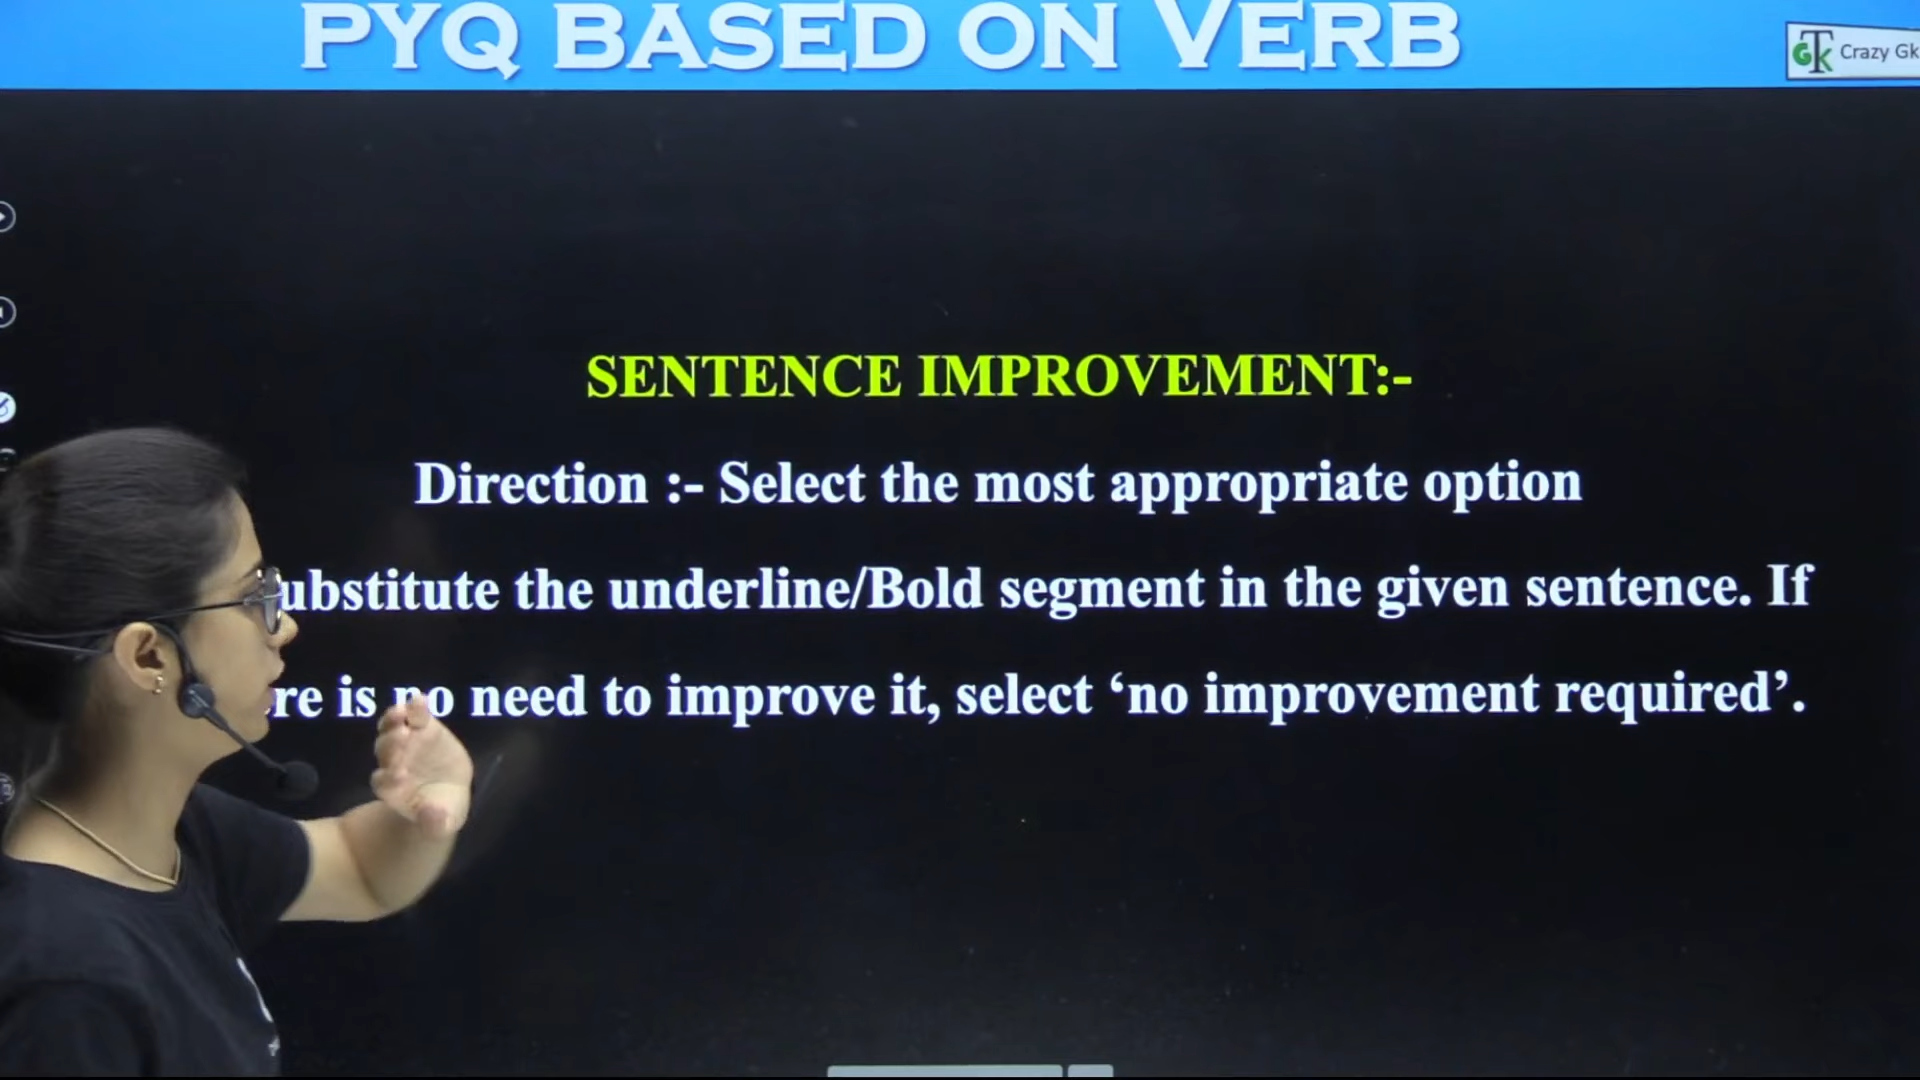 PYQ BASED ON VERB
GTK Crazy Gk
SENTENCE IMPROVEMENT:-
Direction :- Select the most appropriate option
ubstitute the underline/Bold segment in the given sentence. If
re is no need to improve it, select ‘no improvement required’.